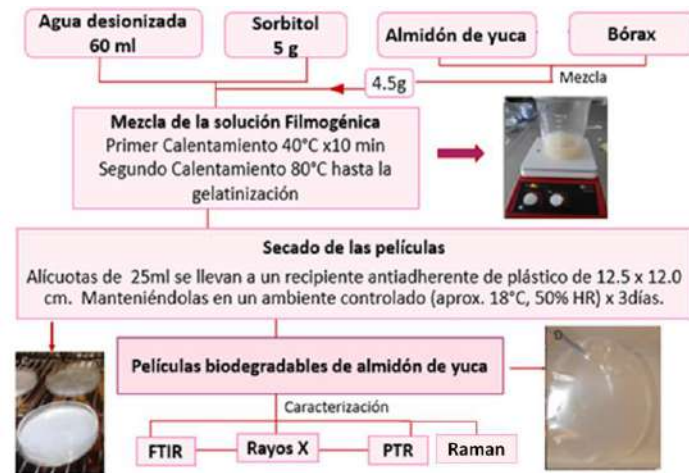 Agua desionizada
60 ml
Sorbitol
5 g
Almidón de yuca
Bórax
4.5g
Mezcla
Mezcla de la solución Filmogénica
Primer Calentamiento 40°C x10 min
Segundo Calentamiento 80°C hasta la
gelatinización
Secado de las películas
Alícuotas de 25ml se llevan a un recipiente antiadherente de plástico de 12.5 x 12.0
cm. Manteniéndolas en un ambiente controlado (aprox. 18°C, 50% HR) x 3días.
Películas biodegradables de almidón de yuca
Caracterización
FTIR
Rayos X
PTR
Raman